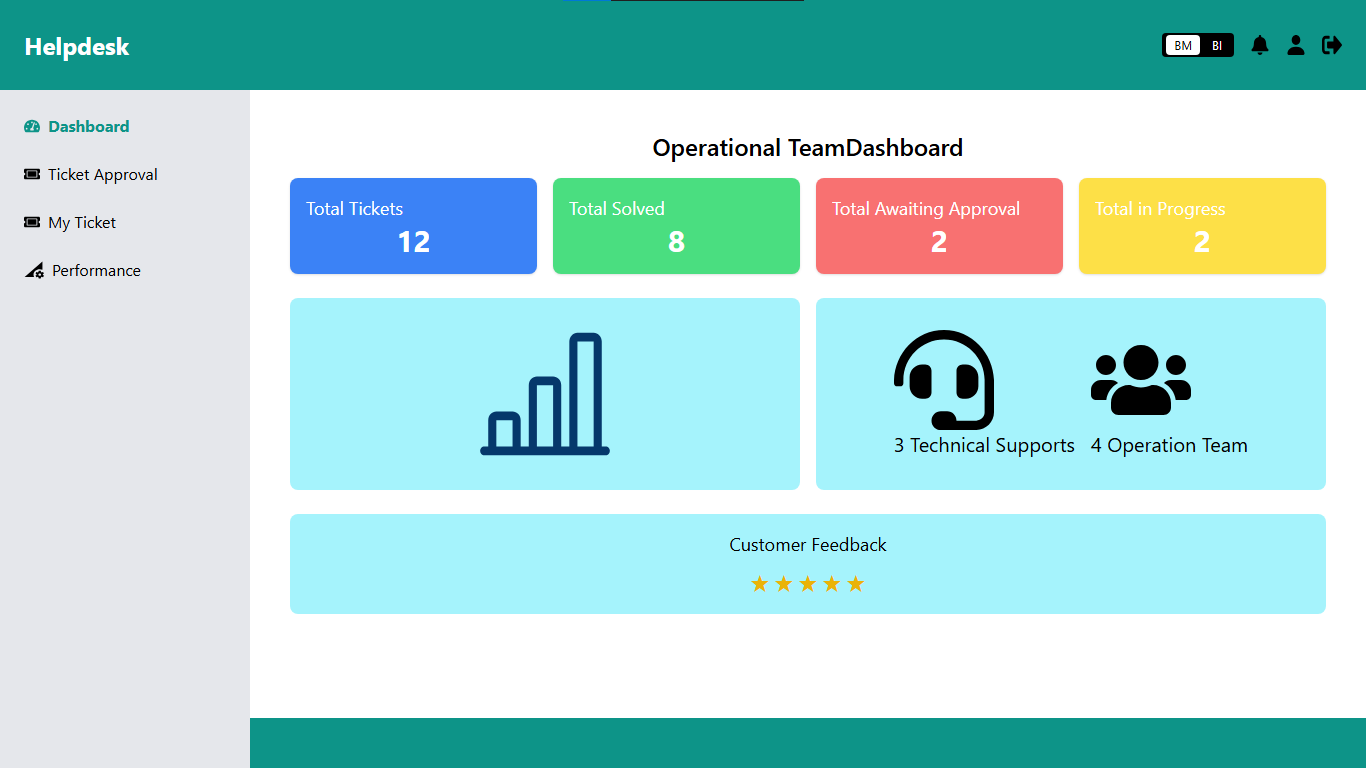 Helpdesk
BM BI
Dashboard
Ticket Approval
My Ticket
Performance
Operational TeamDashboard
Total Tickets
12
Total Solved
8
Total Awaiting Approval
2
Total in Progress
2
3 Technical Supports
4 Operation Team
Customer Feedback